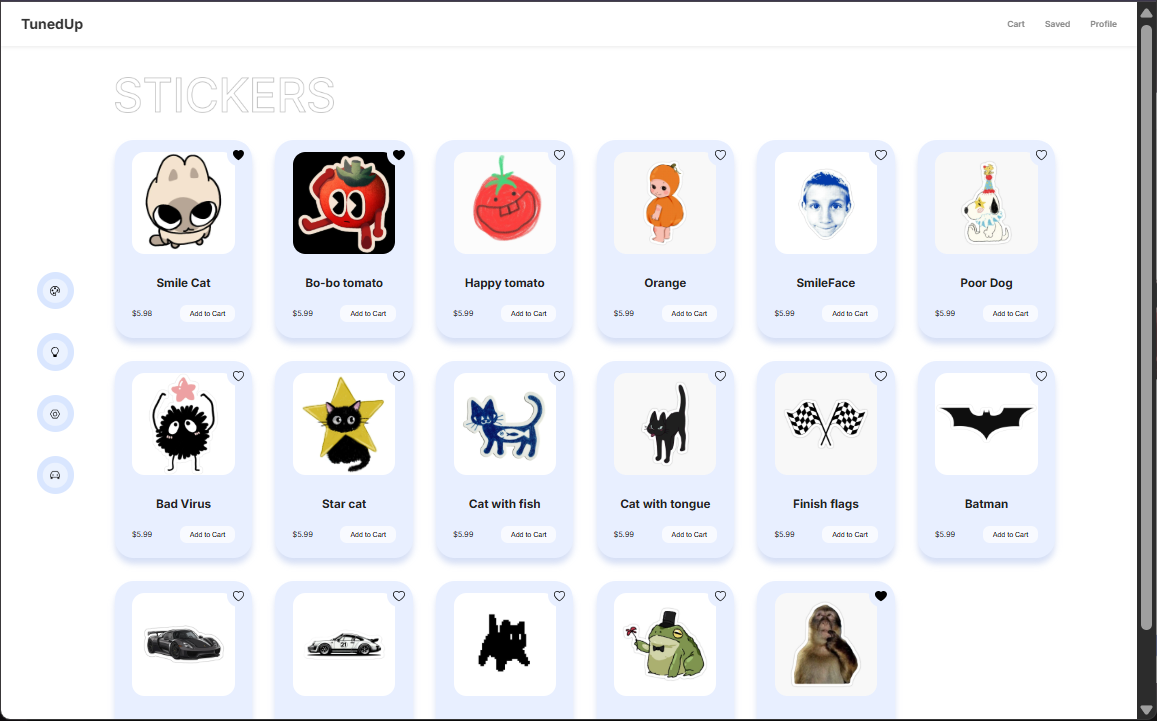 TunedUp
Cart Saved Profile
STICKERS
Smile Cat
$5.98 Add to Cart
Bo-bo tomato
$5.99 Add to Cart
Happy tomato
$5.99 Add to Cart
Orange
$5.99 Add to Cart
SmileFace
$5.99 Add to Cart
Poor Dog
$5.99 Add to Cart
Bad Virus
$5.99 Add to Cart
Star cat
$5.99 Add to Cart
Cat with fish
$5.99 Add to Cart
Cat with tongue
$5.99 Add to Cart
Finish flags
$5.99 Add to Cart
Batman
$5.99 Add to Cart
21